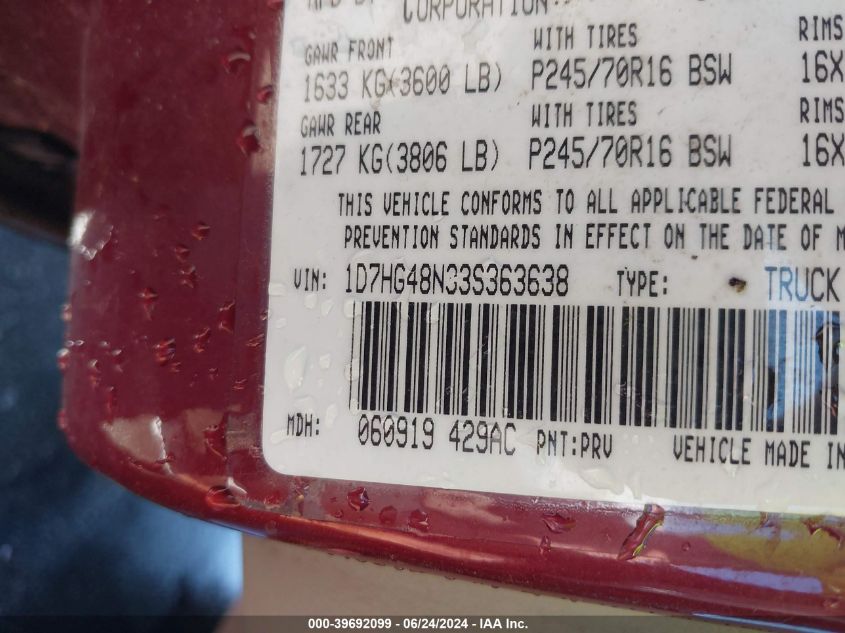 CORPORATION
GAWR FRONT WITH TIRES RIMS
1633 KG(3600 LB) P245/70R16 BSW 16X
GAWR REAR WITH TIRES RIMS
1727 KG(3806 LB) P245/70R16 BSW 16X
THIS VEHICLE CONFORMS TO ALL APPLICABLE FEDERAL
PREVENTION STANDARDS IN EFFECT ON THE DATE OF M
VIN: 1D7HG48N33S363638 TYPE: TRUCK
MDH: 060919 429AC PNT:PRV VEHICLE MADE IN
000-39692099 / 06/24/2024 - IAA Inc.